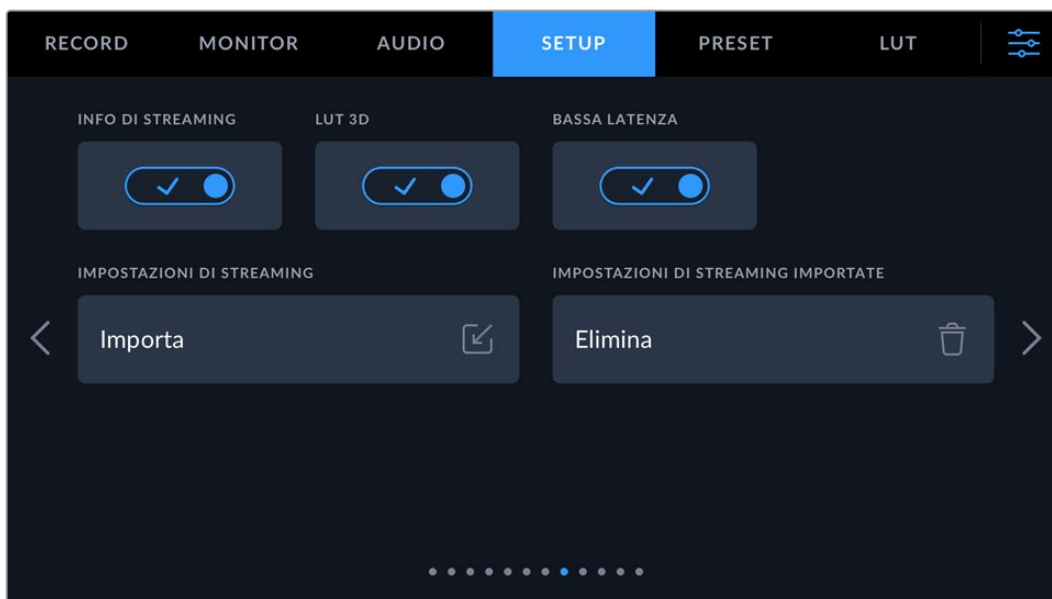 RECORD MONITOR AUDIO SETUP PRESET LUT
INFO DI STREAMING LUT 3D BASSA LATENZA
IMPOSTAZIONI DI STREAMING IMPOSTAZIONI DI STREAMING IMPORTATE
Importa Elimina